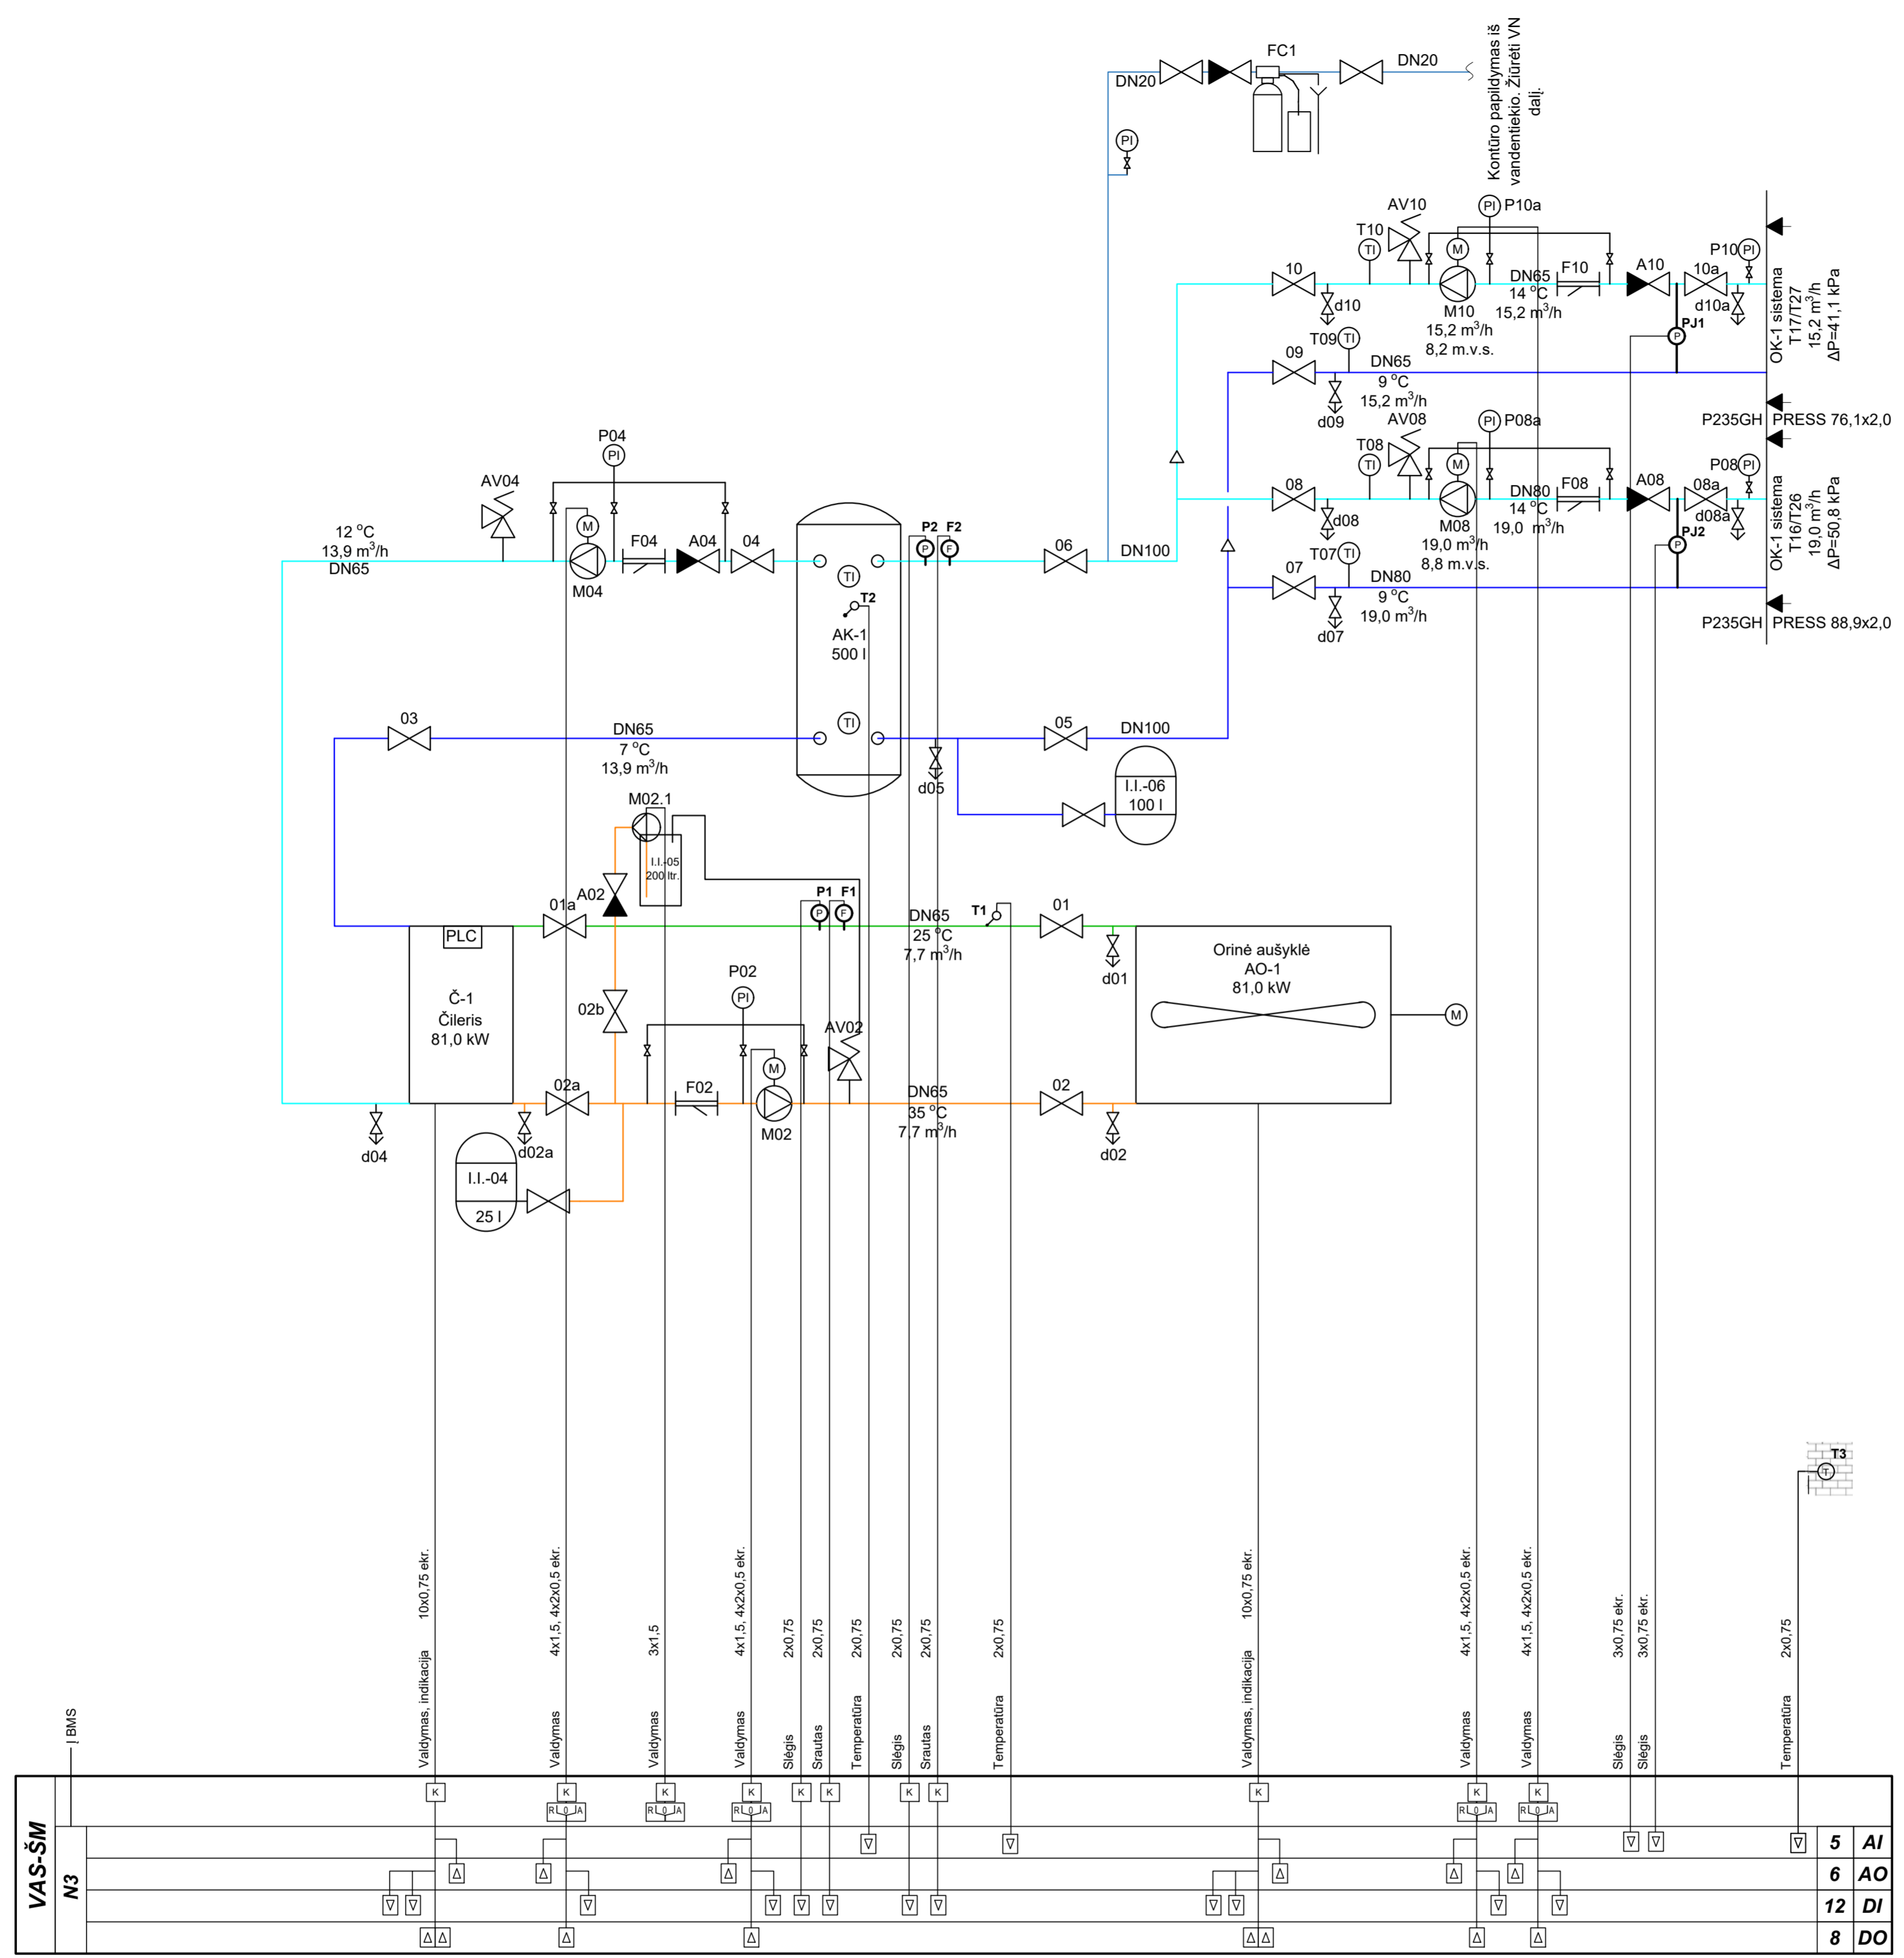 FC1
DN20
DN20
Kontūro papildymas iš
vandentiekio. Žiūrėti VN
dalį.
PI
AV10
PI P10a
T10
TI
M
P10 PI
10
d10
M10
15,2 m³/h
8,2 m.v.s.
DN65
14 °C
15,2 m³/h
F10
A10
10a
d10a
PJ1
P
OK-1 sistema
T17/T27
15,2 m³/h
ΔP=41,1 kPa
T09 TI
09
d09
DN65
9 °C
15,2 m³/h
P235GH PRESS 76,1x2,0
AV08
PI P08a
T08
TI
M
P08 PI
08
d08
M08
19,0 m³/h
8,8 m.v.s.
DN80
14 °C
19,0 m³/h
F08
A08
08a
d08a
PJ2
P
OK-1 sistema
T16/T26
19,0 m³/h
ΔP=50,8 kPa
T07 TI
07
d07
DN80
9 °C
19,0 m³/h
P235GH PRESS 88,9x2,0
P04
PI
AV04
12 °C
13,9 m³/h
DN65
M
M04
F04
A04
04
P2 F2
P F
06
DN100
TI
T2
AK-1
500 l
TI
03
DN65
7 °C
13,9 m³/h
05
DN100
d05
I.I.-06
100 l
M02.1
I.I.-05
200 ltr.
A02
01a
P1 F1
P F
DN65
25 °C
7,7 m³/h
T1
01
d01
PLC
Č-1
Čileris
81,0 kW
02b
P02
PI
AV02
Orinė aušyklė
AO-1
81,0 kW
M
02a
F02
M
M02
DN65
35 °C
7,7 m³/h
02
d02
d04
d02a
I.I.-04
25 l
T3
T
Į BMS
Valdymas, indikacija 10x0,75 ekr.
Valdymas 4x1,5, 4x2x0,5 ekr.
Valdymas 3x1,5
Valdymas 4x1,5, 4x2x0,5 ekr.
Slėgis 2x0,75
Srautas 2x0,75
Temperatūra 2x0,75
Slėgis 2x0,75
Srautas 2x0,75
Temperatūra 2x0,75
Valdymas, indikacija 10x0,75 ekr.
Valdymas 4x1,5, 4x2x0,5 ekr.
Valdymas 4x1,5, 4x2x0,5 ekr.
Slėgis 3x0,75 ekr.
Slėgis 3x0,75 ekr.
Temperatūra 2x0,75
VAS-ŠM
N3
K K K K K K K K K K K
R 0 A R 0 A R 0 A R 0 A R 0 A
5 AI
6 AO
12 DI
8 DO